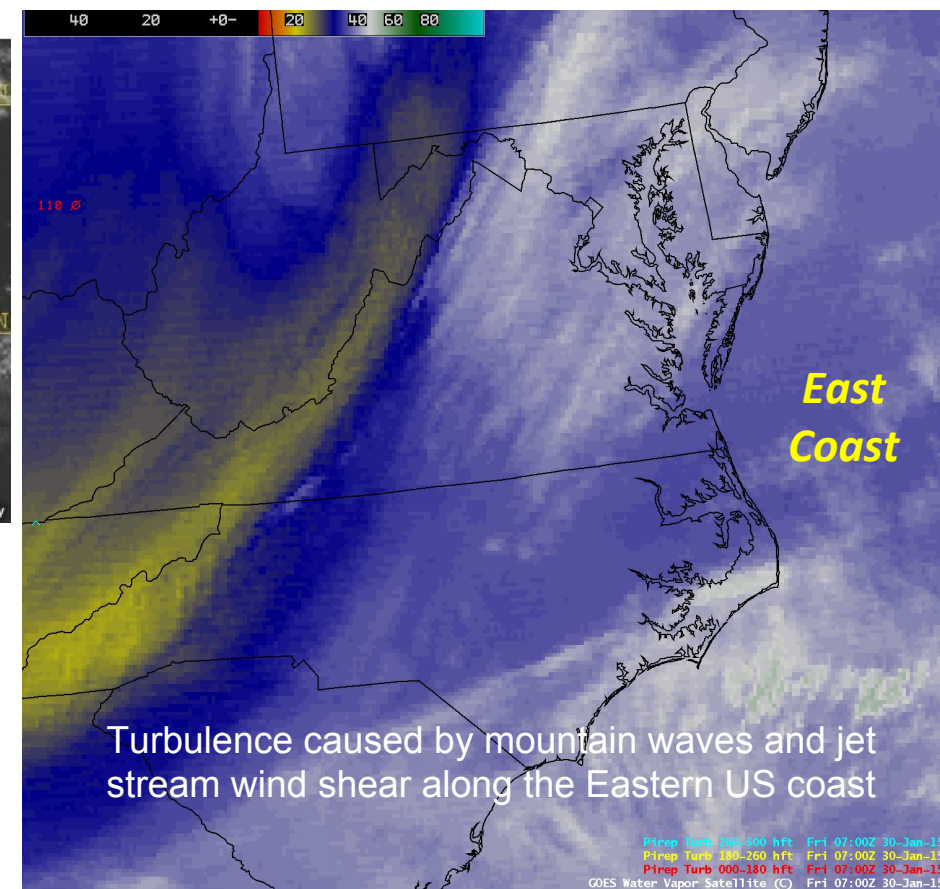 40 20 +0- 20 40 60 80
110
East
Coast
Turbulence caused by mountain waves and jet
stream wind shear along the Eastern US coast
Pirep Turb hft Fri 07:00Z 30-Jan-15
Pirep Turb 180-260 hft Fri 07:00Z 30-Jan-15
Pirep Turb 000-180 hft Fri 07:00Z 30-Jan-15
GOES Water Vapor Satellite (C) Fri 07:00Z 30-Jan-15